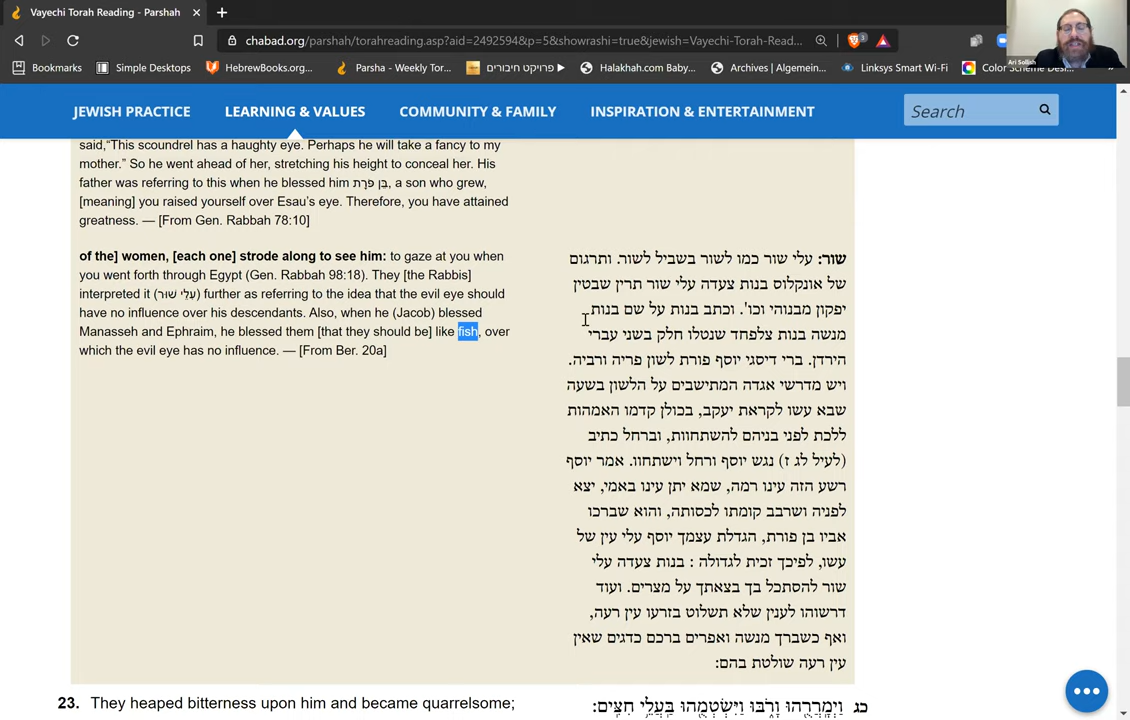 Vayechi Torah Reading - Parshah
chabad.org/parshah/torahreading.asp?aid=2492594&p=5&showrashi=true&jewish=Vayechi-Torah-Read...
Ari Sollish
Bookmarks
Simple Desktops
HebrewBooks.org...
Parsha - Weekly Tor...
פרויקט חיבורים
Halakhah.com Baby...
Archives | Algemein...
Linksys Smart Wi-Fi
Color Scheme Desi...
JEWISH PRACTICE
LEARNING & VALUES
COMMUNITY & FAMILY
INSPIRATION & ENTERTAINMENT
Search
said,“This scoundrel has a haughty eye. Perhaps he will take a fancy to my
mother.” So he went ahead of her, stretching his height to conceal her. His
father was referring to this when he blessed him בֵּן פֹּרָת, a son who grew,
[meaning] you raised yourself over Esau’s eye. Therefore, you have attained
greatness. — [From Gen. Rabbah 78:10]
of the] women, [each one] strode along to see him: to gaze at you when
you went forth through Egypt (Gen. Rabbah 98:18). They [the Rabbis]
interpreted it (עֲלֵי שׁוּר) further as referring to the idea that the evil eye should
have no influence over his descendants. Also, when he (Jacob) blessed
Manasseh and Ephraim, he blessed them [that they should be] like fish, over
which the evil eye has no influence. — [From Ber. 20a]
שור: עלי שור כמו לשור בשביל לשור. ותרגום
של אונקלוס בנות צעדה עלי שור תרין שבטין
יפקון מבנוהי וכו'. וכתב בנות על שם בנות
מנשה בנות צלפחד שנטלו חלק בשני עברי
הירדן. ברי דיסגי יוסף פורת לשון פריה ורביה.
ויש מדרשי אגדה המתישבים על הלשון בשעה
שבא עשו לקראת יעקב, בכולן קדמו האמהות
ללכת לפני בניהם להשתחוות, וברחל כתיב
(לעיל לג ז) נגש יוסף ורחל וישתחוו. אמר יוסף
רשע הזה עינו רמה, שמא יתן עינו באמי, יצא
לפניה ושרבב קומתו לכסותה, והוא שברכו
אביו בן פורת, הגדלת עצמך יוסף עלי עין של
עשו, לפיכך זכית לגדולה : בנות צעדה עלי
שור להסתכל בך בצאתך על מצרים. ועוד
דרשוהו לענין שלא תשלוט בזרעו עין רעה,
ואף כשברך מנשה ואפרים ברכם כדגים שאין
עין רעה שולטת בהם:
23. They heaped bitterness upon him and became quarrelsome;
כג וַיְמָרֲרֻהוּ וָרֹבּוּ וַיִּשְׂטְמֻהוּ בַּעֲלֵי חִצִּים: